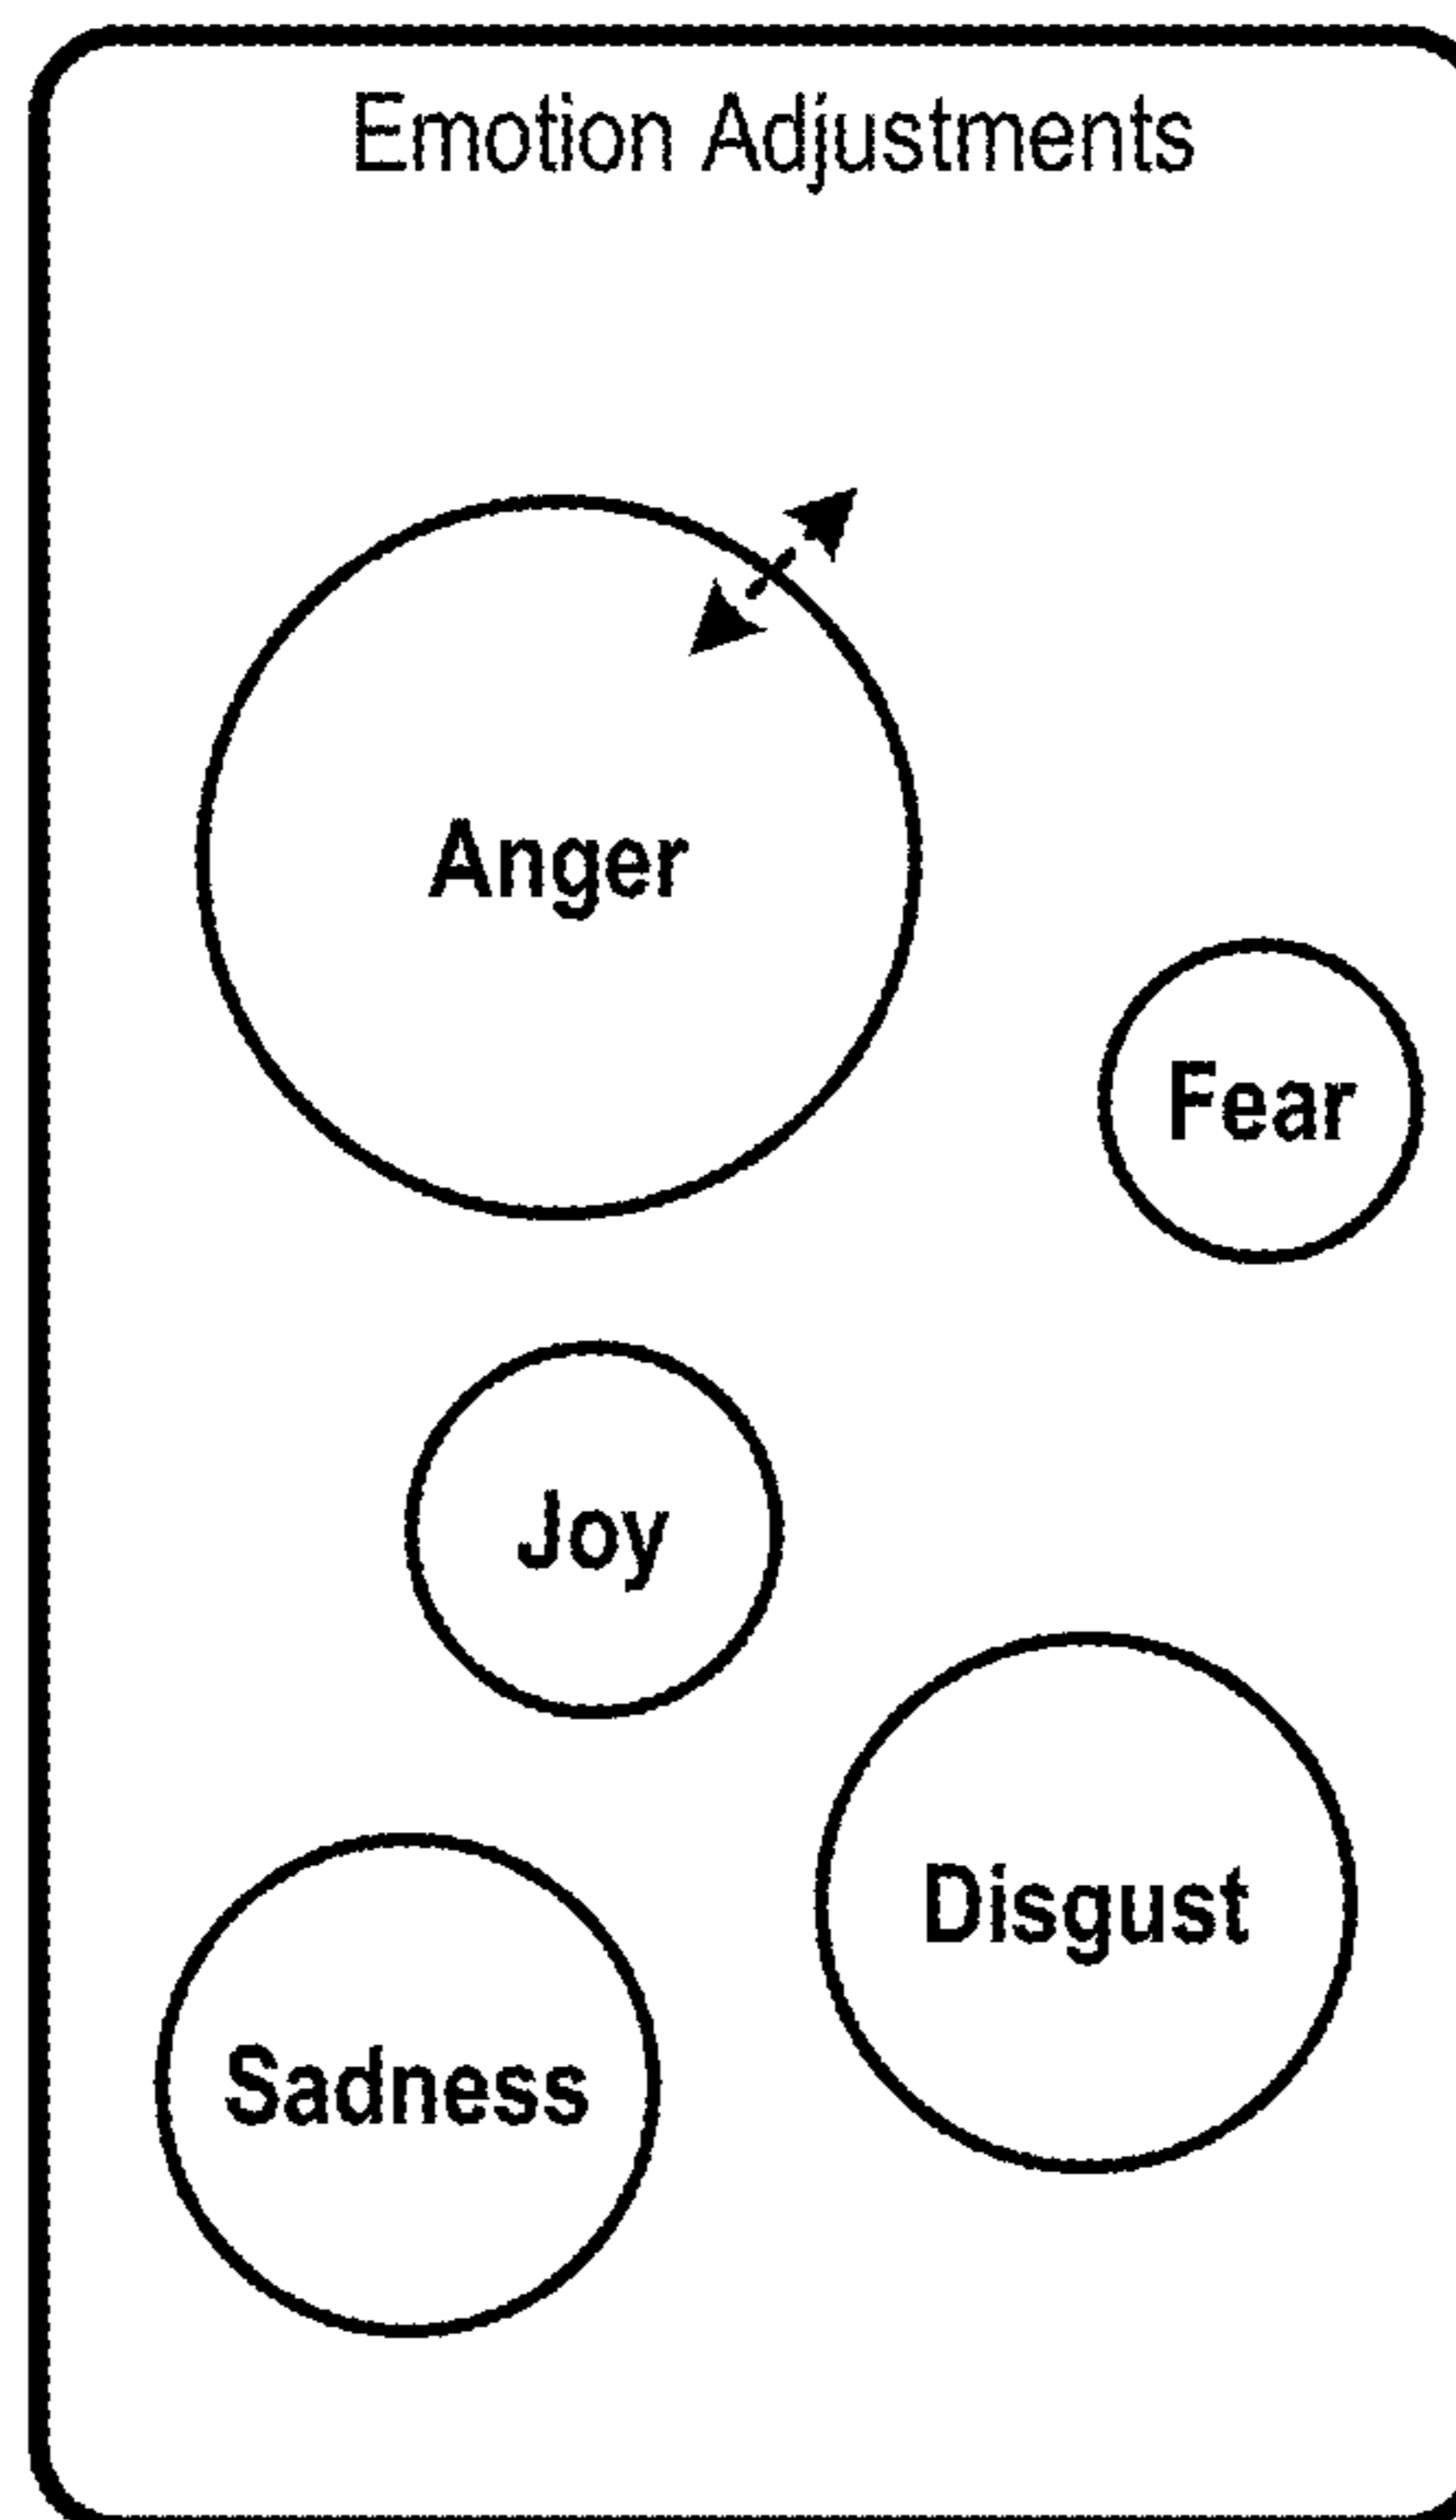 Emotion Adjustments
Anger
Fear
Joy
Disgust
Sadness